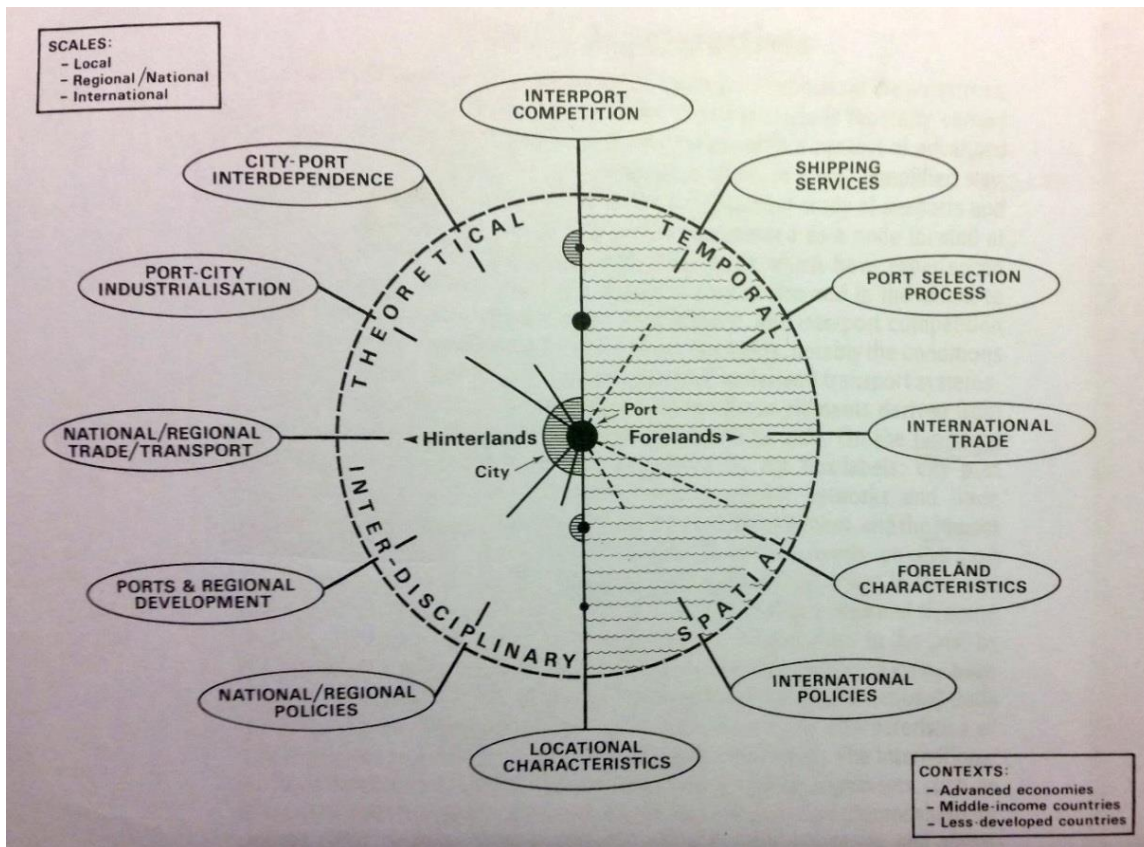 SCALES:
– Local
– Regional/National
– International
INTERPORT
COMPETITION
CITY-PORT
INTERDEPENDENCE
SHIPPING
SERVICES
PORT-CITY
INDUSTRIALISATION
PORT SELECTION
PROCESS
THEORETICAL
TEMPORAL
NATIONAL/REGIONAL
TRADE/TRANSPORT
Hinterlands
Port
Forelands
City
INTERNATIONAL
TRADE
INTER-DISCIPLINARY
SPATIAL
PORTS & REGIONAL
DEVELOPMENT
FORELAND
CHARACTERISTICS
NATIONAL/REGIONAL
POLICIES
INTERNATIONAL
POLICIES
LOCATIONAL
CHARACTERISTICS
CONTEXTS:
– Advanced economies
– Middle-income countries
– Less-developed countries